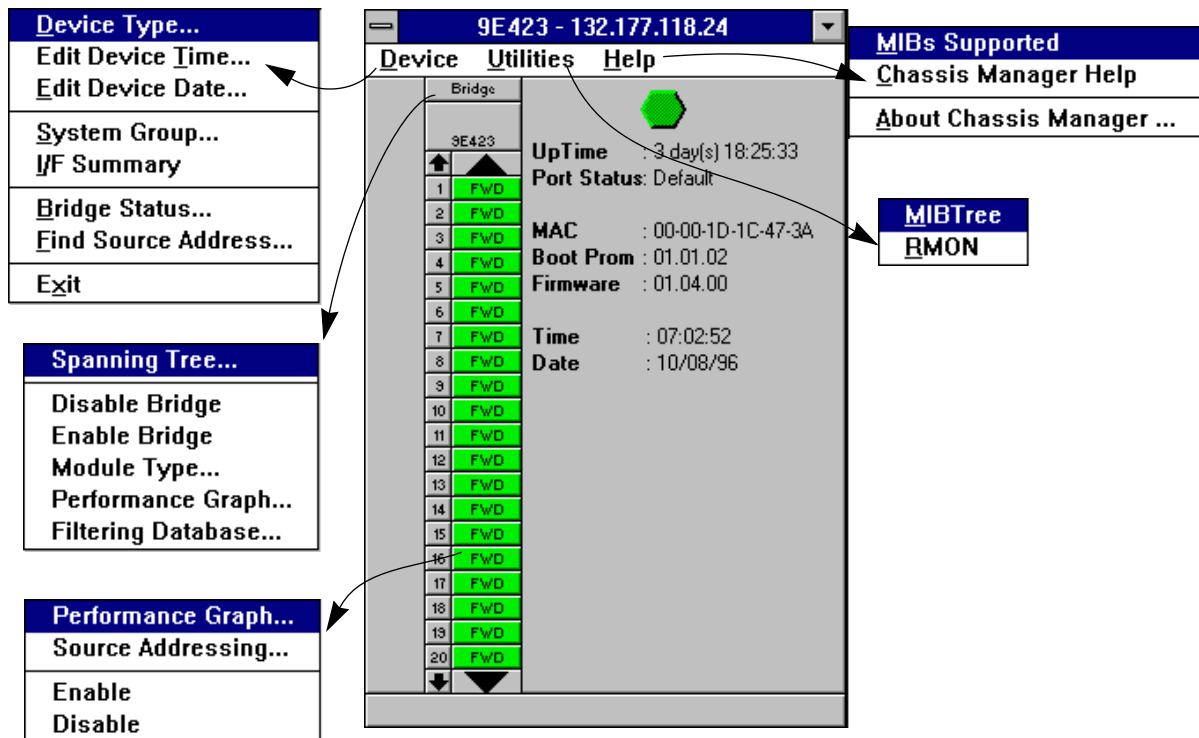 Device Type...
Edit Device Time...
Edit Device Date...
System Group...
I/F Summary
Bridge Status...
Find Source Address...
Exit
Spanning Tree...
Disable Bridge
Enable Bridge
Module Type...
Performance Graph...
Filtering Database...
Performance Graph...
Source Addressing...
Enable
Disable
9E423 - 132.177.118.24
Device Utilities Help
Bridge
9E423
1 FWD
2 FWD
3 FWD
4 FWD
5 FWD
6 FWD
7 FWD
8 FWD
9 FWD
10 FWD
11 FWD
12 FWD
13 FWD
14 FWD
15 FWD
16 FWD
17 FWD
18 FWD
19 FWD
20 FWD
UpTime : 3 day(s) 18:25:33
Port Status: Default
MAC : 00-00-1D-1C-47-3A
Boot Prom : 01.01.02
Firmware : 01.04.00
Time : 07:02:52
Date : 10/08/96
MIBs Supported
Chassis Manager Help
About Chassis Manager ...
MIBTree
RMON